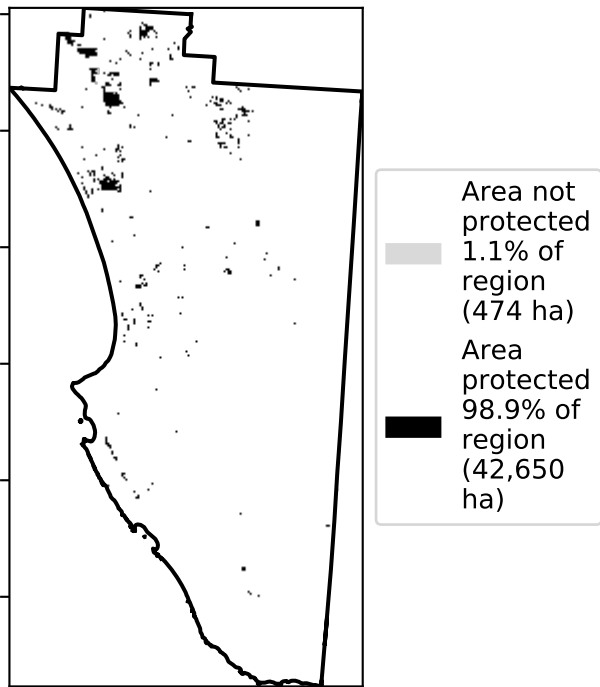 Area not
protected
1.1% of
region
(474 ha)
Area
protected
98.9% of
region
(42,650
ha)